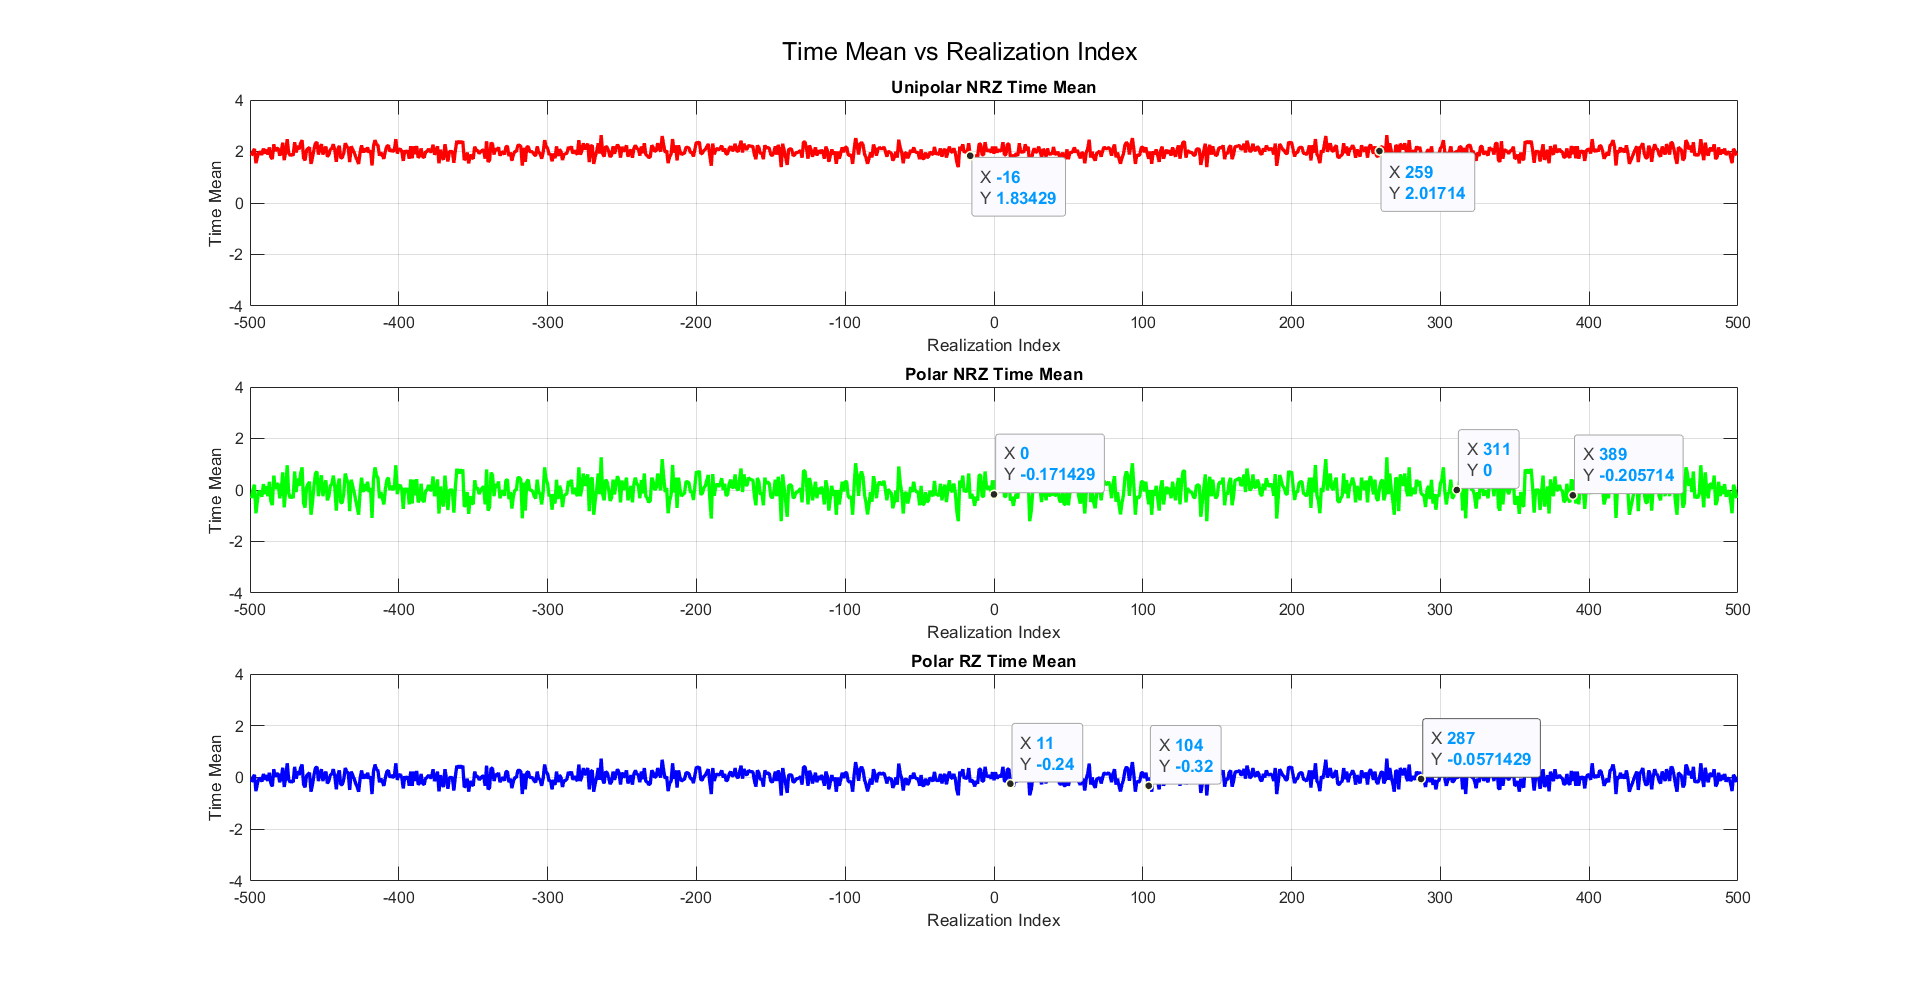 Time Mean vs Realization Index
Unipolar NRZ Time Mean
4
2
0
-2
-4
Time Mean
X -16
Y 1.83429
X 259
Y 2.01714
-500 -400 -300 -200 -100 0 100 200 300 400 500
Realization Index
Polar NRZ Time Mean
4
2
0
-2
-4
Time Mean
X 0
Y -0.171429
X 311
Y 0
X 389
Y -0.205714
-500 -400 -300 -200 -100 0 100 200 300 400 500
Realization Index
Polar RZ Time Mean
4
2
0
-2
-4
Time Mean
X 11
Y -0.24
X 104
Y -0.32
X 287
Y -0.0571429
-500 -400 -300 -200 -100 0 100 200 300 400 500
Realization Index